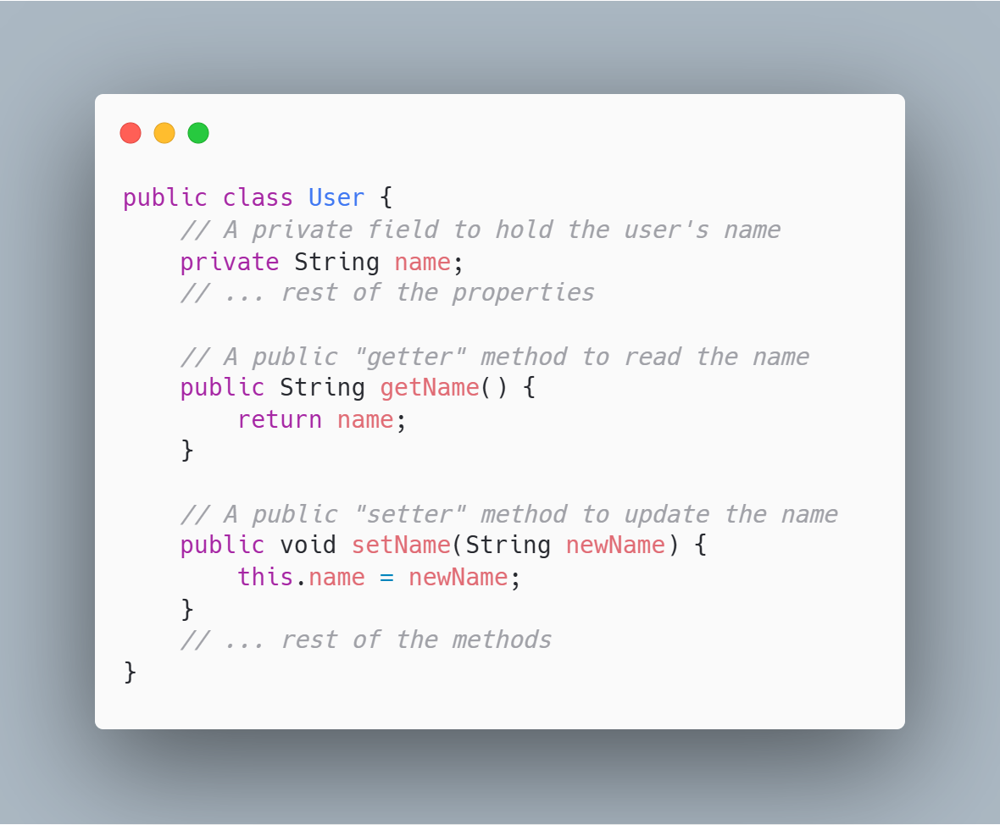 public class User {
    // A private field to hold the user's name
    private String name;
    // ... rest of the properties

    // A public "getter" method to read the name
    public String getName() {
        return name;
    }

    // A public "setter" method to update the name
    public void setName(String newName) {
        this.name = newName;
    }
    // ... rest of the methods
}